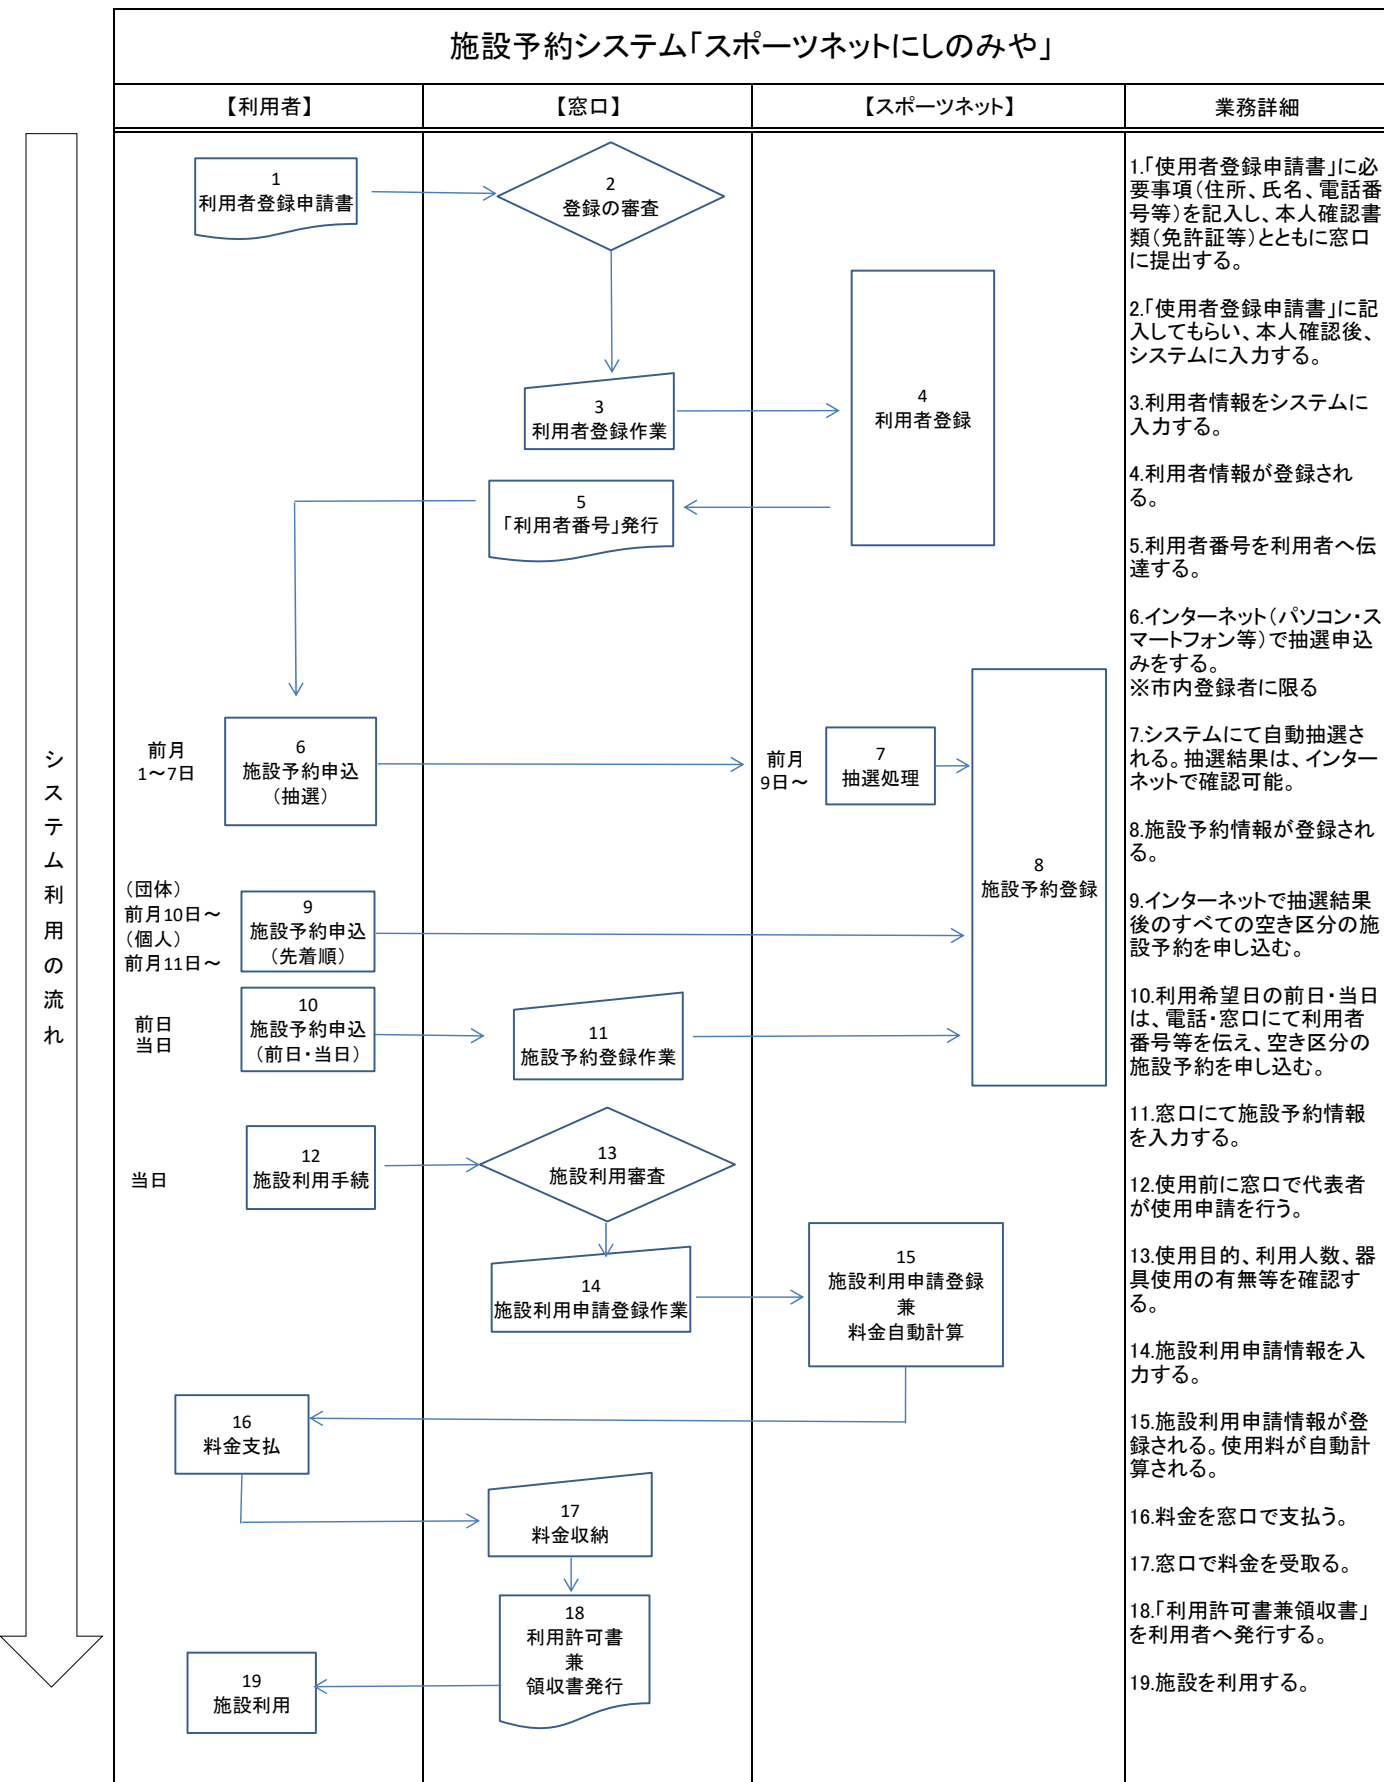 施設予約システム「スポーツネットにしのみや」
【利用者】
【窓口】
【スポーツネット】
業務詳細
システム利用の流れ
1
利用者登録申請書
2
登録の審査
3
利用者登録作業
4
利用者登録
5
「利用者番号」発行
前月
1～7日
6
施設予約申込
（抽選）
前月
9日～
7
抽選処理
8
施設予約登録
（団体）
前月10日～
（個人）
前月11日～
9
施設予約申込
（先着順）
前日
当日
10
施設予約申込
（前日・当日）
11
施設予約登録作業
当日
12
施設利用手続
13
施設利用審査
14
施設利用申請登録作業
15
施設利用申請登録
兼
料金自動計算
16
料金支払
17
料金収納
18
利用許可書
兼
領収書発行
19
施設利用
1.「使用者登録申請書」に必
要事項（住所、氏名、電話番
号等）を記入し、本人確認書
類（免許証等）とともに窓口
に提出する。
2.「使用者登録申請書」に記
入してもらい、本人確認後、
システムに入力する。
3.利用者情報をシステムに
入力する。
4.利用者情報が登録され
る。
5.利用者番号を利用者へ伝
達する。
6.インターネット（パソコン・ス
マートフォン等）で抽選申込
みをする。
※市内登録者に限る
7.システムにて自動抽選さ
れる。抽選結果は、インター
ネットで確認可能。
8.施設予約情報が登録され
る。
9.インターネットで抽選結果
後のすべての空き区分の施
設予約を申し込む。
10.利用希望日の前日・当日
は、電話・窓口にて利用者
番号等を伝え、空き区分の
施設予約を申し込む。
11.窓口にて施設予約情報
を入力する。
12.使用前に窓口で代表者
が使用申請を行う。
13.使用目的、利用人数、器
具使用の有無等を確認す
る。
14.施設利用申請情報を入
力する。
15.施設利用申請情報が登
録される。使用料が自動計
算される。
16.料金を窓口で支払う。
17.窓口で料金を受取る。
18.「利用許可書兼領収書」
を利用者へ発行する。
19.施設を利用する。